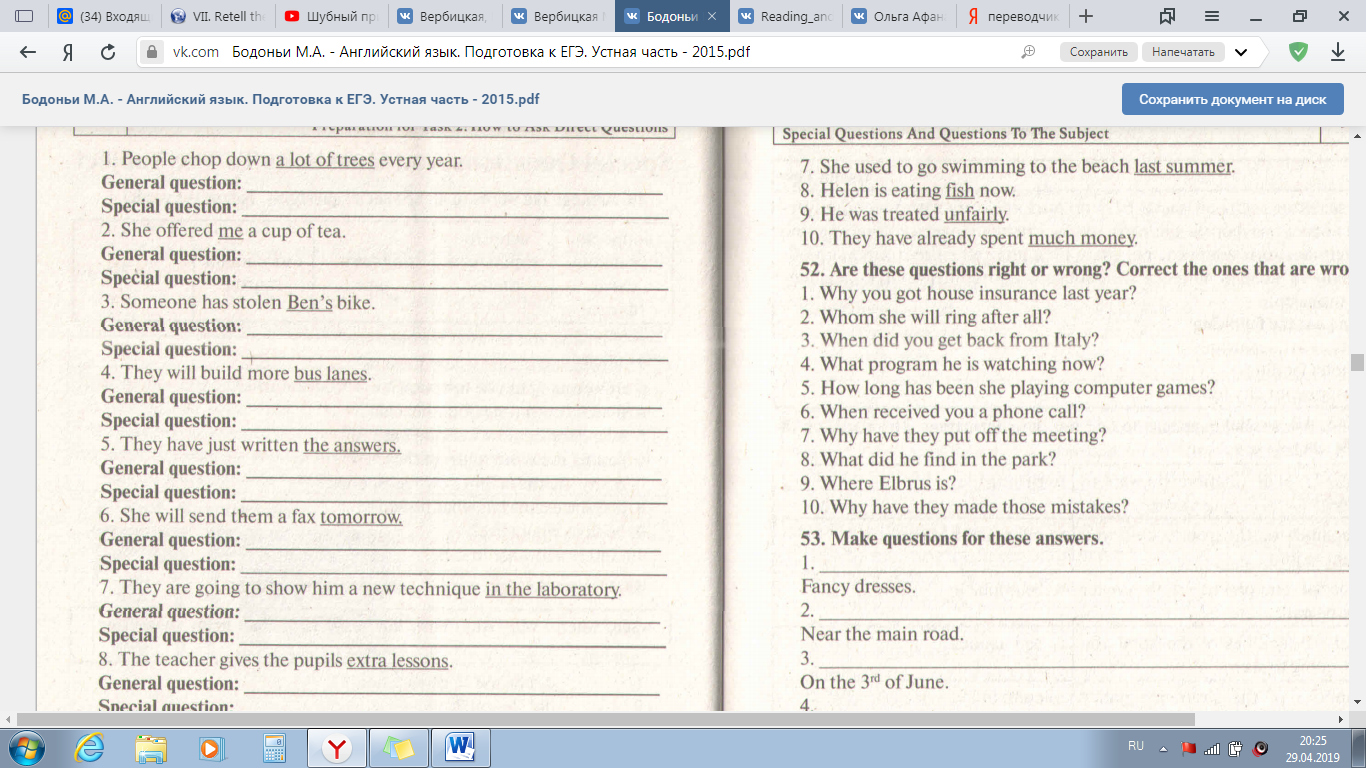 (34) Входящ
VII. Retell the
Шубный пр
Вербицкая,
Вербицкая М
Бодоньи
Reading_and
Ольга Афан
переводчик
vk.com Бодоньи М.А. - Английский язык. Подготовка к ЕГЭ. Устная часть - 2015.pdf
Сохранить
Напечатать
Бодоньи М.А. - Английский язык. Подготовка к ЕГЭ. Устная часть - 2015.pdf
Сохранить документ на диск
Preparation for Task 2: How to Ask Direct Questions
1. People chop down a lot of trees every year.
General question:
Special question:
2. She offered me a cup of tea.
General question:
Special question:
3. Someone has stolen Ben's bike.
General question:
Special question:
4. They will build more bus lanes.
General question:
Special question:
5. They have just written the answers.
General question:
Special question:
6. She will send them a fax tomorrow.
General question:
Special question:
7. They are going to show him a new technique in the laboratory.
General question:
Special question:
8. The teacher gives the pupils extra lessons.
General question:
Special question:
Special Questions And Questions To The Subject
7. She used to go swimming to the beach last summer.
8. Helen is eating fish now.
9. He was treated unfairly.
10. They have already spent much money.
52. Are these questions right or wrong? Correct the ones that are wro
1. Why you got house insurance last year?
2. Whom she will ring after all?
3. When did you get back from Italy?
4. What program he is watching now?
5. How long has been she playing computer games?
6. When received you a phone call?
7. Why have they put off the meeting?
8. What did he find in the park?
9. Where Elbrus is?
10. Why have they made those mistakes?
53. Make questions for these answers.
1.
Fancy dresses.
2.
Near the main road.
3.
On the 3rd of June.
4.
RU
20:25
29.04.2019